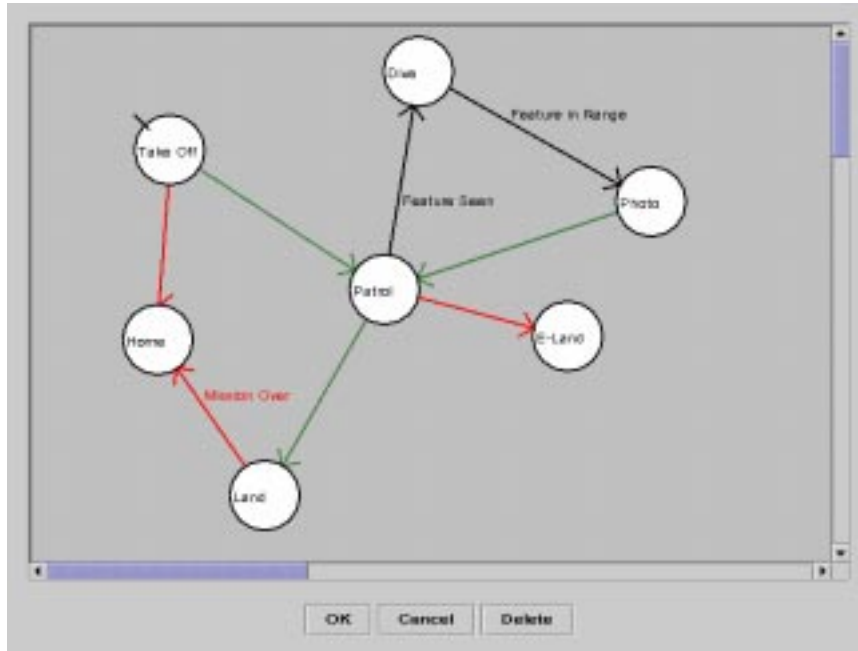 Dive
Feature in Range
Take Off
Feature Seen
Photo
Patrol
Home
E-Land
Mission Over
Land
OK
Cancel
Delete